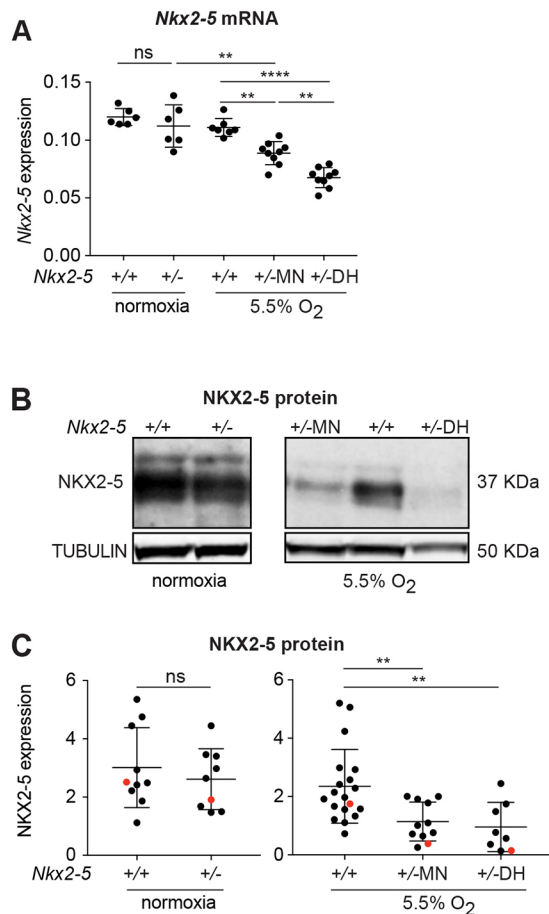 A
Nkx2-5 mRNA
ns
**
****
**
**
0.15
0.10
0.05
0.00
Nkx2-5 expression
Nkx2-5 +/+ +/- +/+ +/-MN +/-DH
normoxia 5.5% O2
B
NKX2-5 protein
Nkx2-5 +/+ +/- +/-MN +/+ +/-DH
NKX2-5 37 KDa
TUBULIN 50 KDa
normoxia 5.5% O2
C
NKX2-5 protein
ns
**
**
6 6
4 4
2 2
0 0
NKX2-5 expression
Nkx2-5 +/+ +/- +/+ +/-MN +/-DH
normoxia 5.5% O2